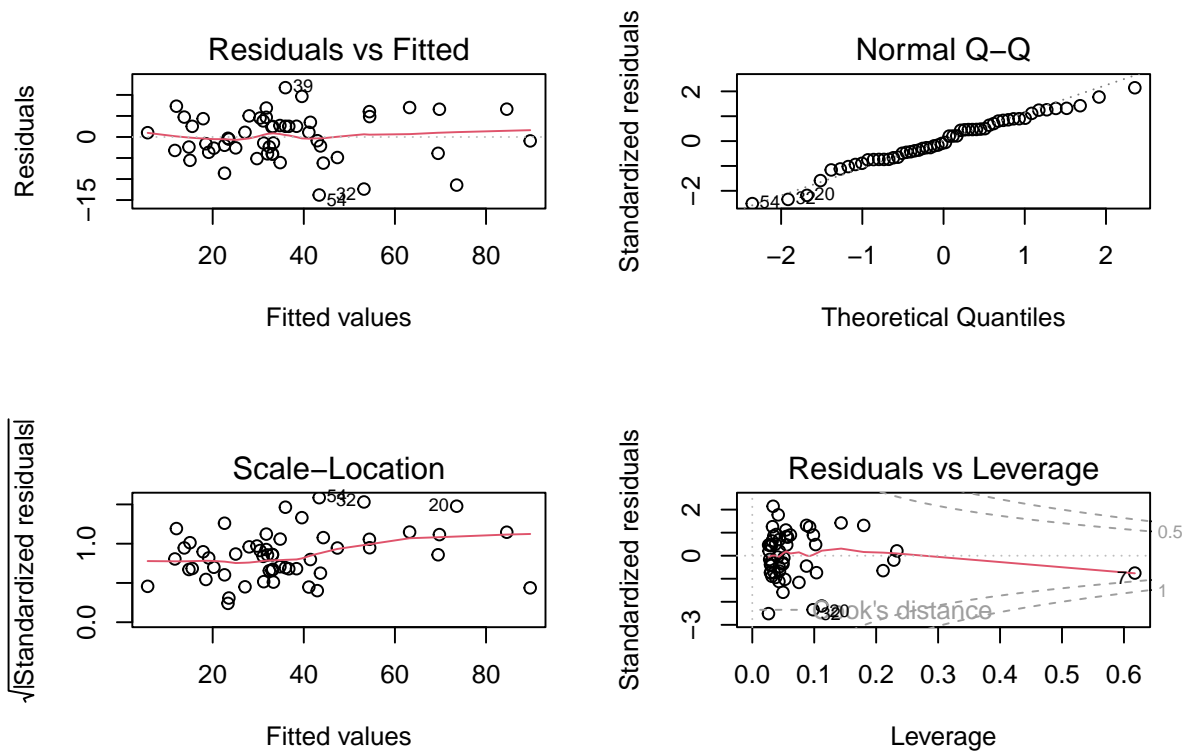 Residuals vs Fitted
Residuals
0
−15
39
32
54
20 40 60 80
Fitted values
Normal Q−Q
Standardized residuals
2
0
−2
54
32
20
−2 −1 0 1 2
Theoretical Quantiles
Scale−Location
√|Standardized residuals|
1.0
0.0
54
32
20
20 40 60 80
Fitted values
Residuals vs Leverage
Standardized residuals
2
0
−3
0.5
1
7
32
20
Cook's distance
0.0 0.1 0.2 0.3 0.4 0.5 0.6
Leverage